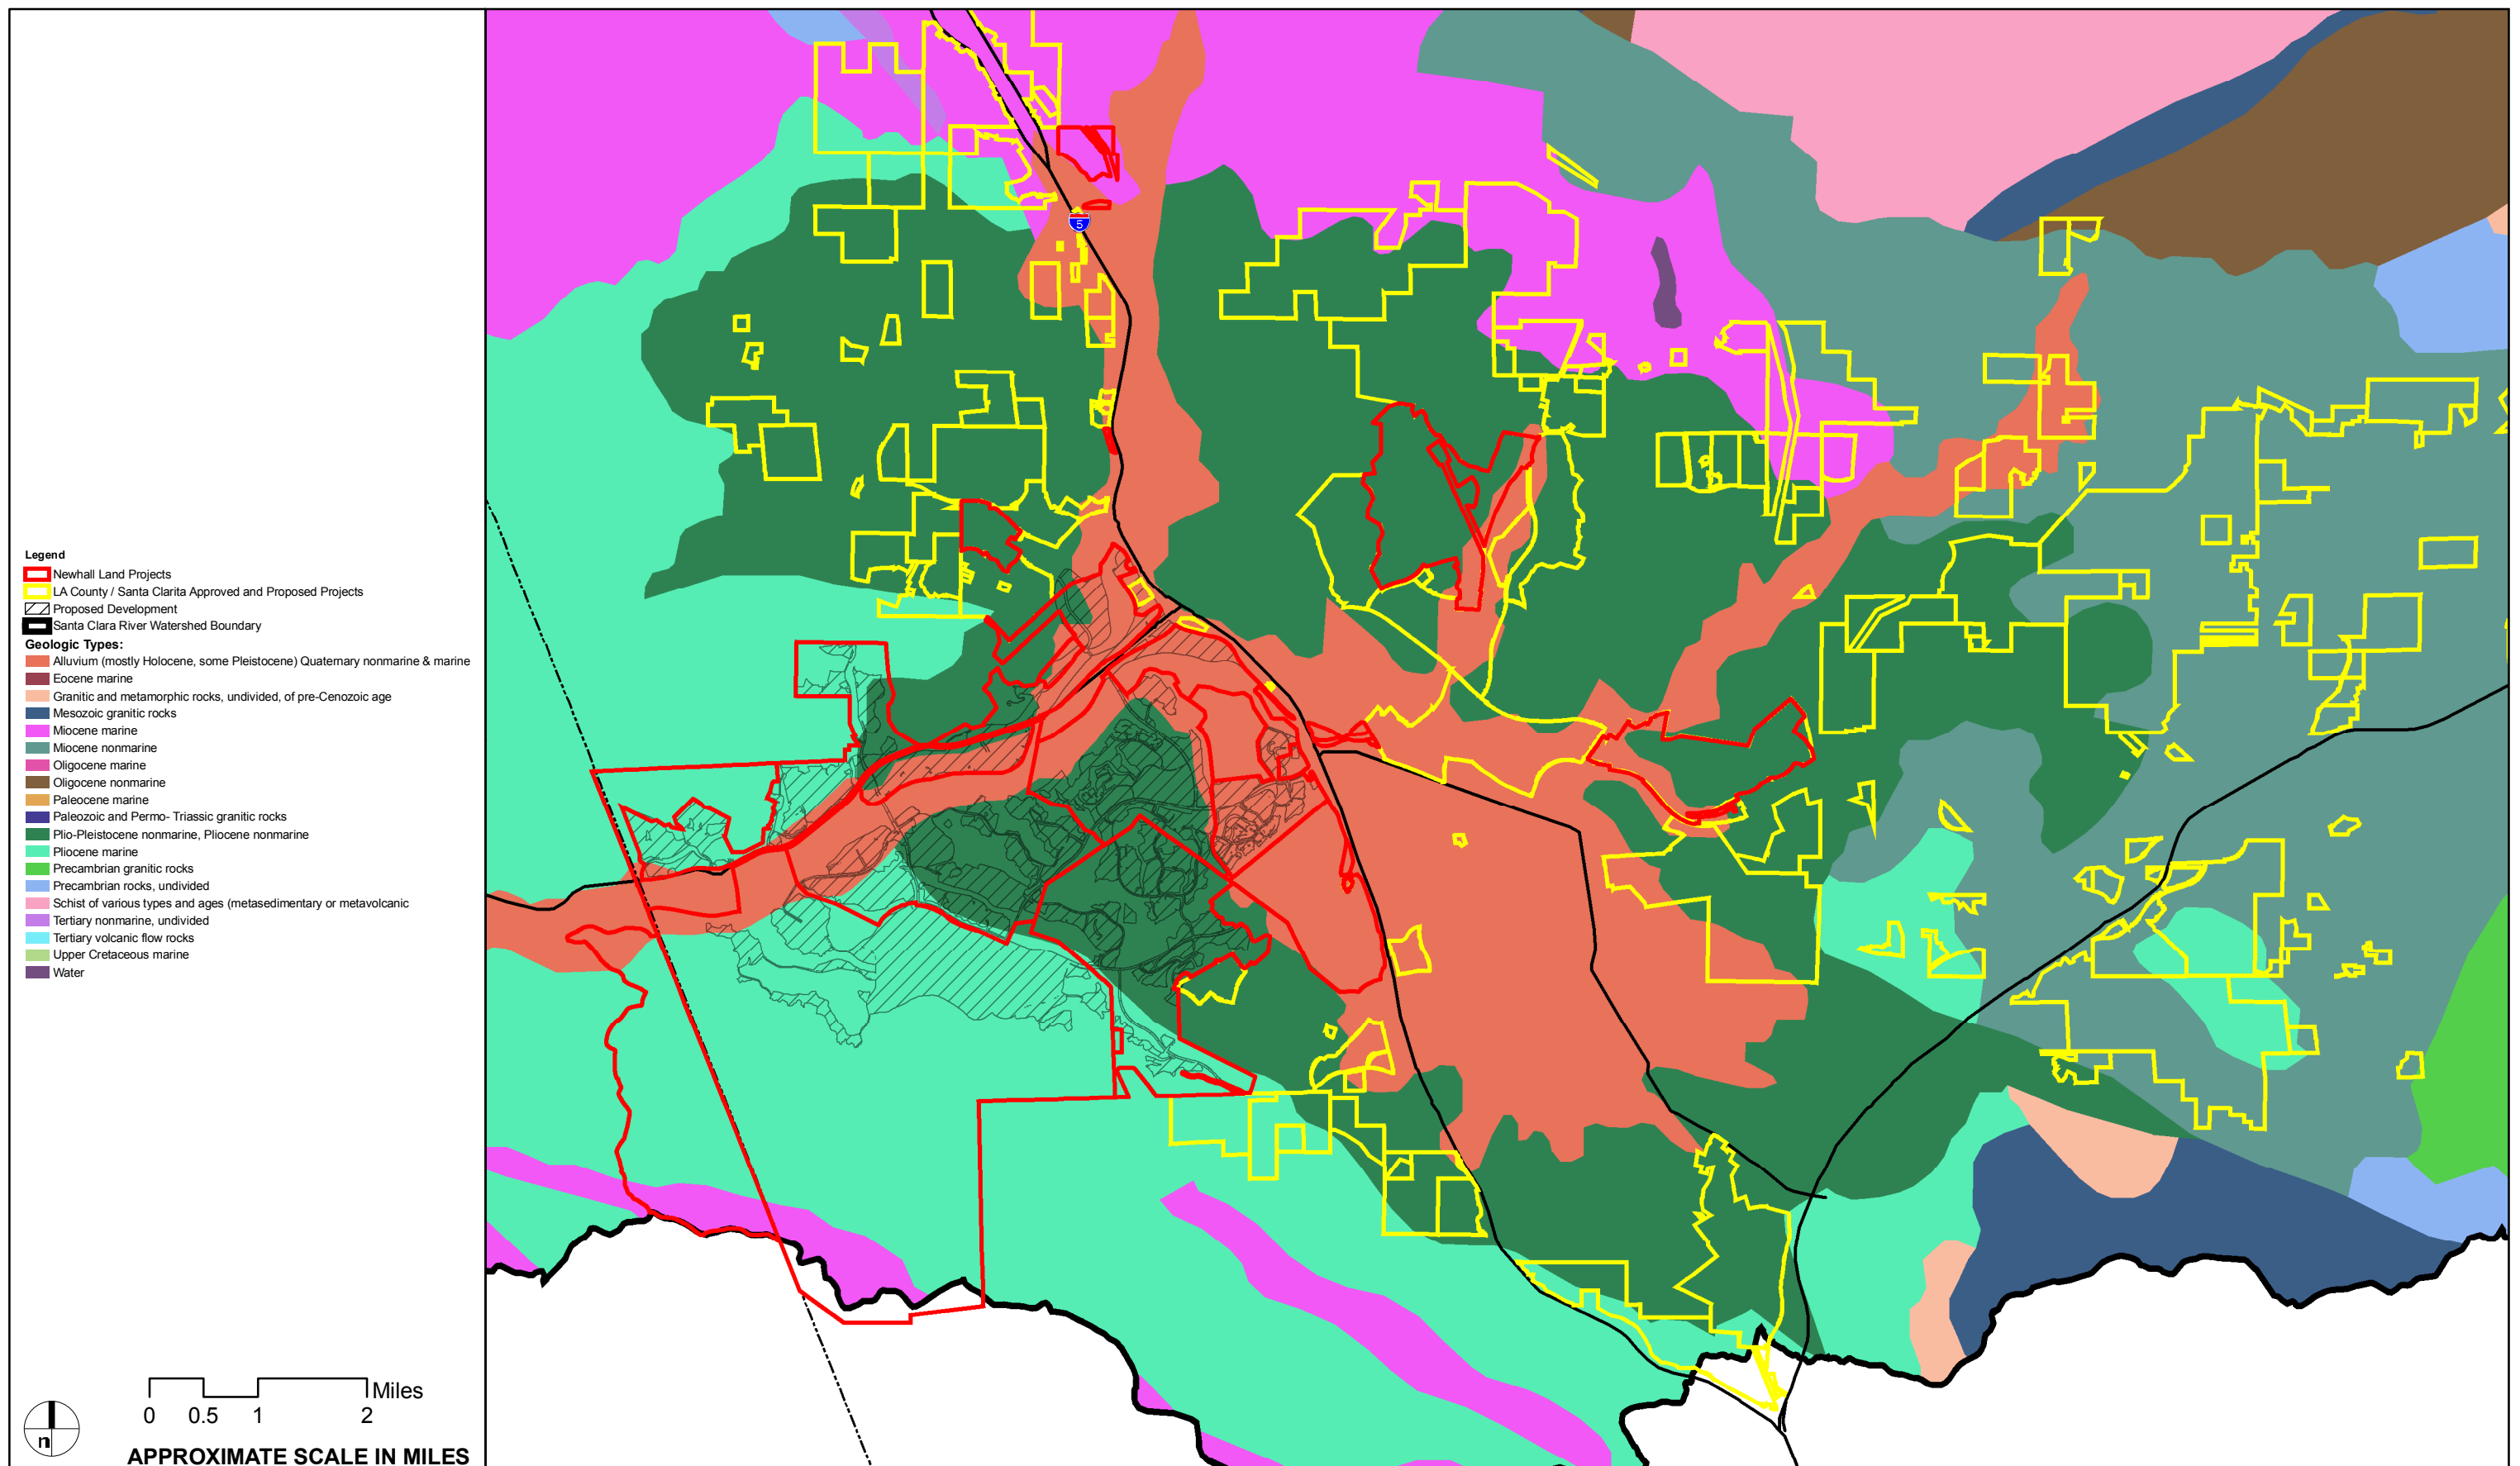 Legend
Newhall Land Projects
LA County / Santa Clarita Approved and Proposed Projects
Proposed Development
Santa Clara River Watershed Boundary
Geologic Types:
Alluvium (mostly Holocene, some Pleistocene) Quaternary nonmarine & marine
Eocene marine
Granitic and metamorphic rocks, undivided, of pre-Cenozoic age
Mesozoic granitic rocks
Miocene marine
Miocene nonmarine
Oligocene marine
Oligocene nonmarine
Paleocene marine
Paleozoic and Permo- Triassic granitic rocks
Plio-Pleistocene nonmarine, Pliocene nonmarine
Pliocene marine
Precambrian granitic rocks
Precambrian rocks, undivided
Schist of various types and ages (metasedimentary or metavolcanic
Tertiary nonmarine, undivided
Tertiary volcanic flow rocks
Upper Cretaceous marine
Water
5
Miles
0 0.5 1 2
n
APPROXIMATE SCALE IN MILES